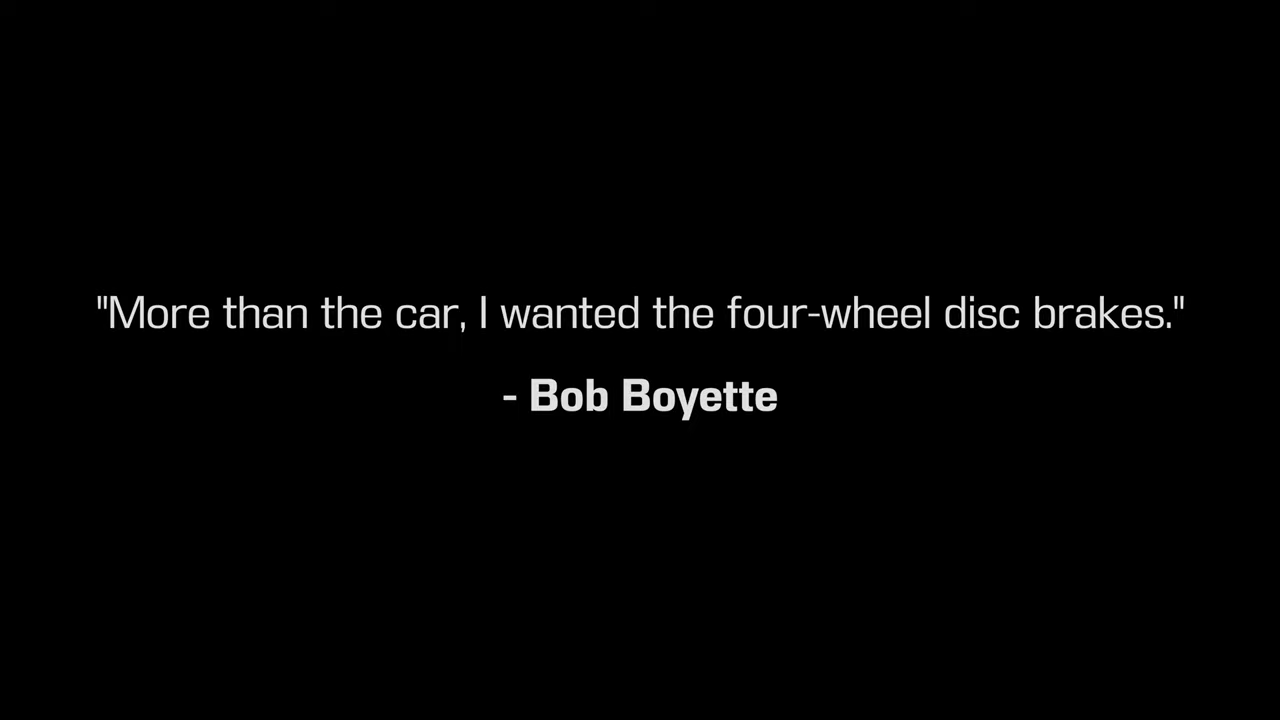 "More than the car, I wanted the four-wheel disc brakes."
- Bob Boyette